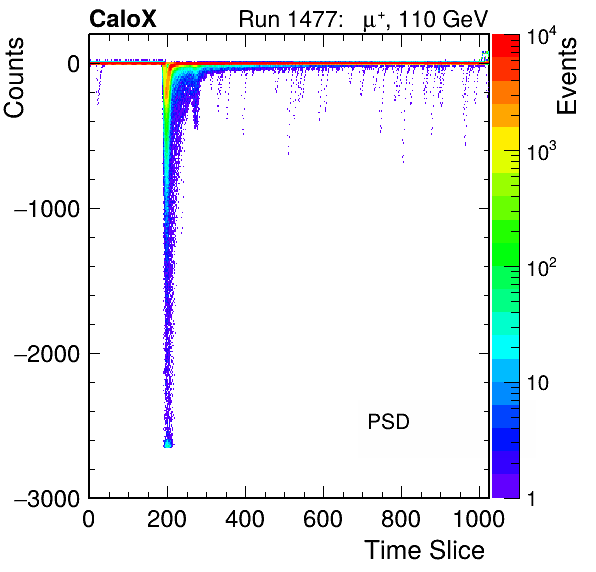 CaloX Run 1477: μ⁺, 110 GeV
Counts
Events
0
−1000
−2000
−3000
10⁴
10³
10²
10
1
PSD
0 200 400 600 800 1000
Time Slice